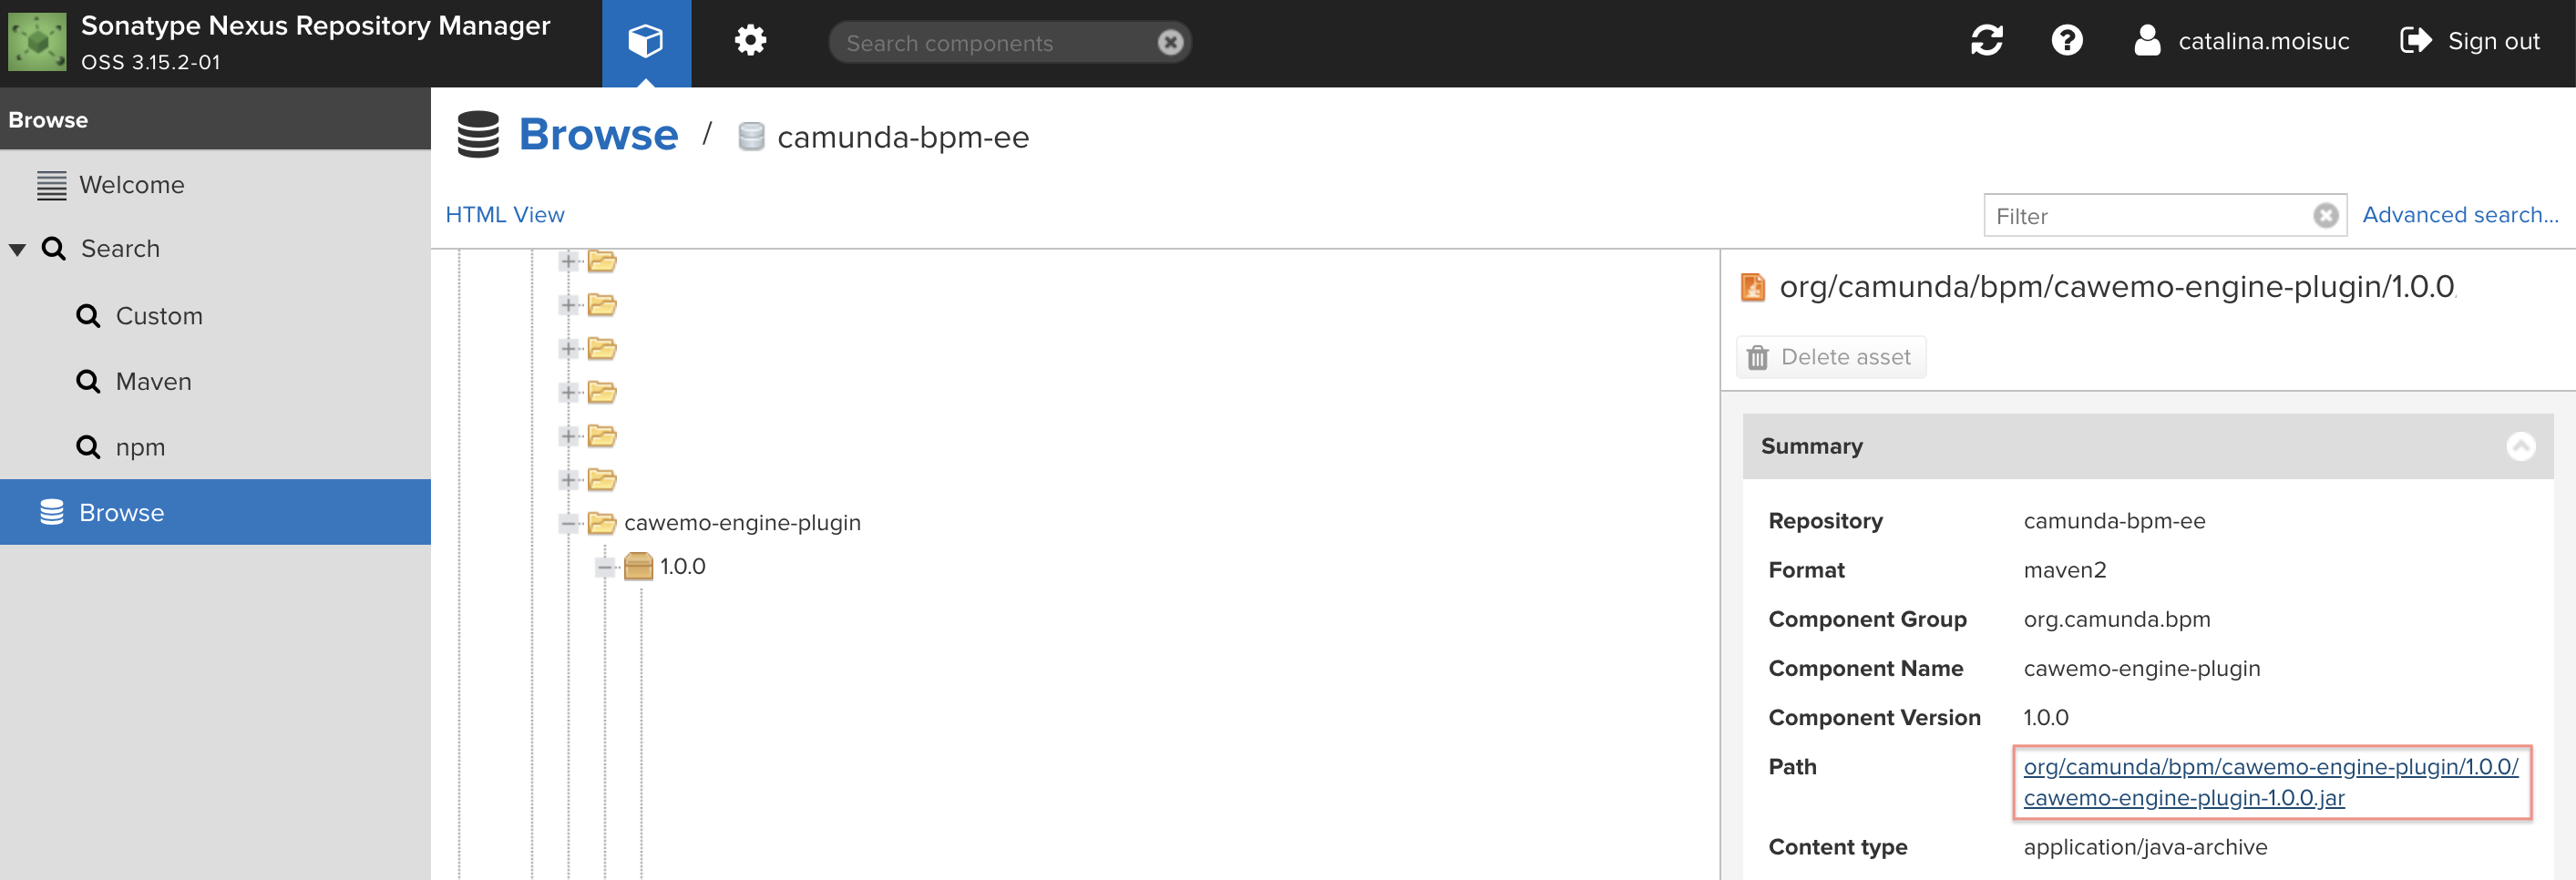 Sonatype Nexus Repository Manager
OSS 3.15.2-01
Search components
catalina.moisuc
Sign out
Browse
Welcome
Search
Custom
Maven
npm
Browse
Browse / camunda-bpm-ee
HTML View
Filter
Advanced search...
cawemo-engine-plugin
1.0.0
org/camunda/bpm/cawemo-engine-plugin/1.0.0
Delete asset
Summary
Repository camunda-bpm-ee
Format maven2
Component Group org.camunda.bpm
Component Name cawemo-engine-plugin
Component Version 1.0.0
Path org/camunda/bpm/cawemo-engine-plugin/1.0.0/
cawemo-engine-plugin-1.0.0.jar
Content type application/java-archive